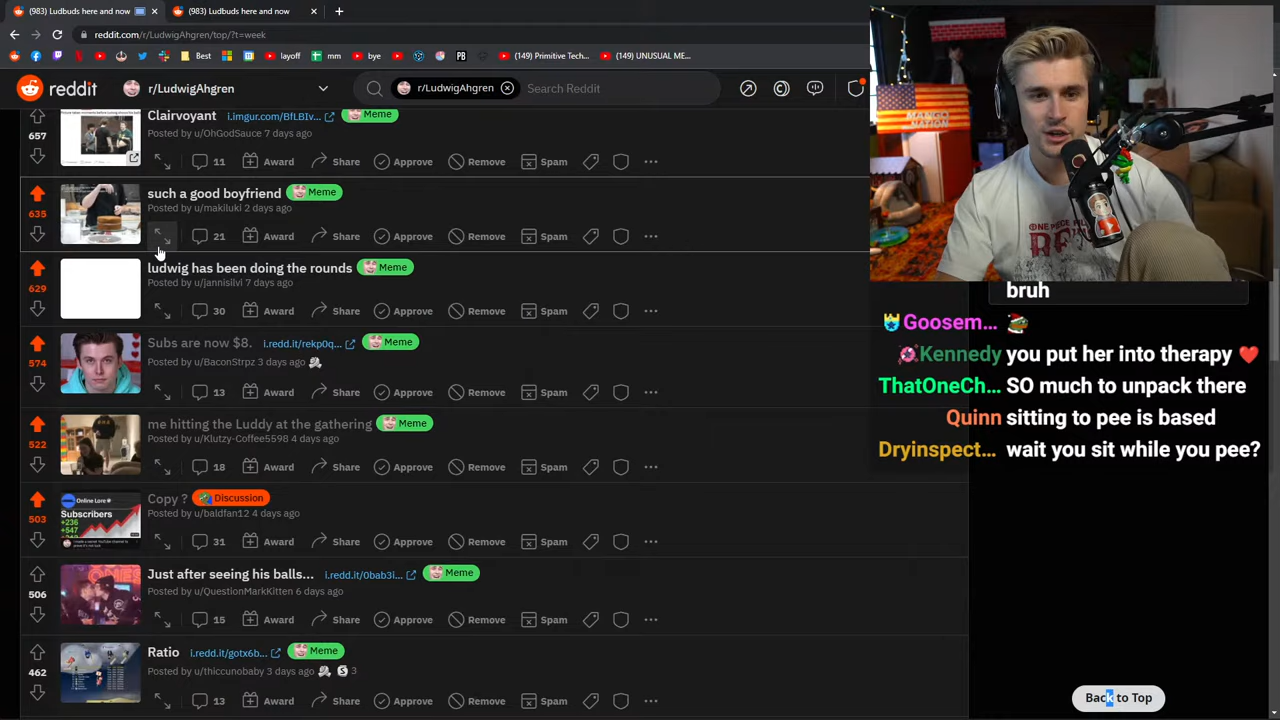 (983) Ludbuds here and now
(983) Ludbuds here and now
reddit.com/r/LudwigAhgren/top/?t=week
Best
layoff
mm
bye
PB
(149) Primitive Tech...
(149) UNUSUAL ME...
reddit
r/LudwigAhgren
r/LudwigAhgren
Search Reddit
MANGO
NATION
657
Clairvoyant
i.imgur.com/BfLBIv...
Meme
Posted by u/OhGodSauce 7 days ago
11 Award Share Approve Remove Spam
635
such a good boyfriend
Meme
Posted by u/makiluki 2 days ago
21 Award Share Approve Remove Spam
629
ludwig has been doing the rounds
Meme
Posted by u/jannisilvi 7 days ago
30 Award Share Approve Remove Spam
574
Subs are now $8.
i.redd.it/rekp0q...
Meme
Posted by u/BaconStrpz 3 days ago
13 Award Share Approve Remove Spam
522
me hitting the Luddy at the gathering
Meme
Posted by u/Klutzy-Coffee5598 4 days ago
18 Award Share Approve Remove Spam
503
Copy ?
Discussion
Posted by u/baldfan12 4 days ago
31 Award Share Approve Remove Spam
Online Lore
Subscribers
+236
+547
506
Just after seeing his balls...
i.redd.it/0bab3i...
Meme
Posted by u/QuestionMarkKitten 6 days ago
15 Award Share Approve Remove Spam
462
Ratio
i.redd.it/gotx6b...
Meme
Posted by u/thiccunobaby 3 days ago
3
13 Award Share Approve Remove Spam
bruh
Goosem...
Kennedy you put her into therapy
ThatOneCh... SO much to unpack there
Quinn sitting to pee is based
Dryinspect... wait you sit while you pee?
Back to Top